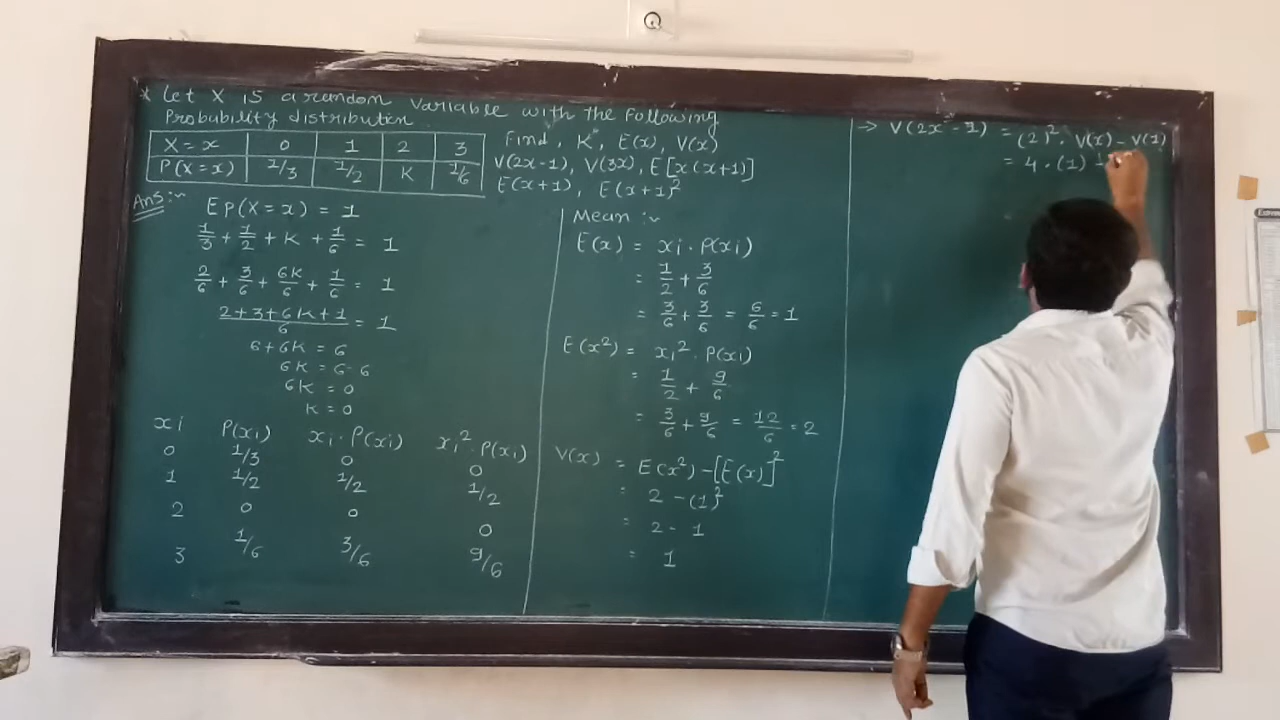 * Let X is a random variable with the following
Probability distribution
X = x 0 1 2 3
P(X = x) 1/3 1/2 K 1/6
Find, K, E(x), V(x)
V(2x-1), V(3x), E[x(x+1)]
E(x+1), E(x+1)²
Ans:-
EP(X = x) = 1
1/3 + 1/2 + K + 1/6 = 1
2/6 + 3/6 + 6K/6 + 1/6 = 1
2+3+6K+1/6 = 1
6+6K = 6
6K = 6-6
6K = 0
K = 0
xi P(xi) xi·P(xi) xi²·P(xi)
0 1/3 0 0
1 1/2 1/2 1/2
2 0 0 0
3 1/6 3/6 9/6
Mean :-
E(x) = xi·P(xi)
= 1/2 + 3/6
= 3/6 + 3/6 = 6/6 = 1
E(x²) = xi²·P(xi)
= 1/2 + 9/6
= 3/6 + 9/6 = 12/6 = 2
V(x) = E(x²) - [E(x)]²
= 2 - (1)²
= 2 - 1
= 1
→ V(2x-1) = (2)²·V(x) - V(1)
= 4·(1)